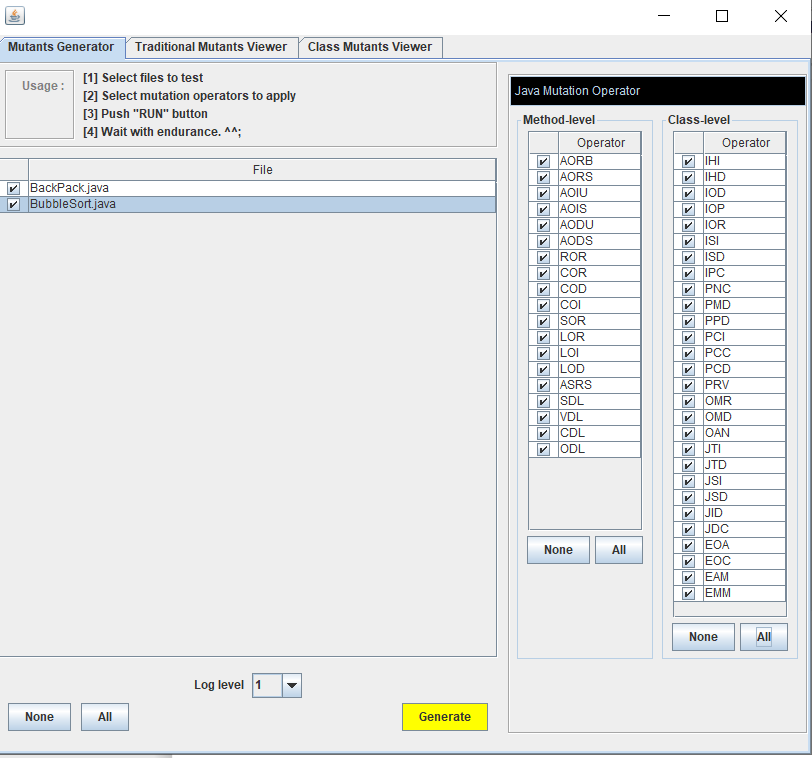 Mutants Generator Traditional Mutants Viewer Class Mutants Viewer
Usage :
[1] Select files to test
[2] Select mutation operators to apply
[3] Push "RUN" button
[4] Wait with endurance. ^^;
File
BackPack.java
BubbleSort.java
Log level 1
None All Generate
Java Mutation Operator
Method-level
Operator
AORB
AORS
AOIU
AOIS
AODU
AODS
ROR
COR
COD
COI
SOR
LOR
LOI
LOD
ASRS
SDL
VDL
CDL
ODL
None All
Class-level
Operator
IHI
IHD
IOD
IOP
IOR
ISI
ISD
IPC
PNC
PMD
PPD
PCI
PCC
PCD
PRV
OMR
OMD
OAN
JTI
JTD
JSI
JSD
JID
JDC
EOA
EOC
EAM
EMM
None All